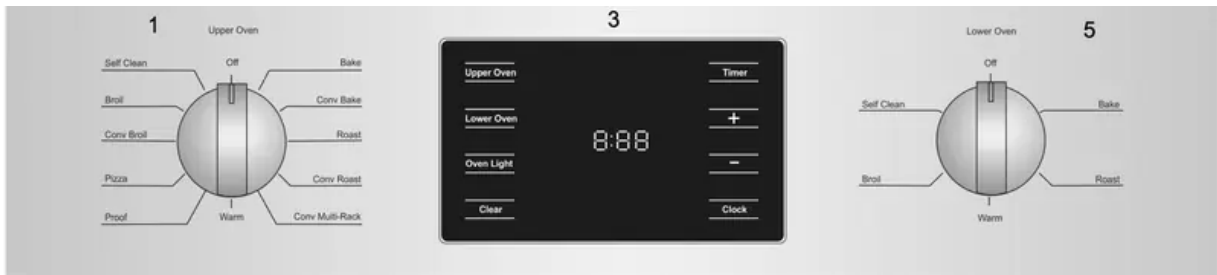 1
Upper Oven
Off
Self Clean
Bake
Broil
Conv Bake
Conv Broil
Roast
Pizza
Conv Roast
Proof
Warm
Conv Multi-Rack
3
Upper Oven
Timer
Lower Oven
+
8:88
Oven Light
−
Clear
Clock
5
Lower Oven
Off
Self Clean
Bake
Broil
Roast
Warm